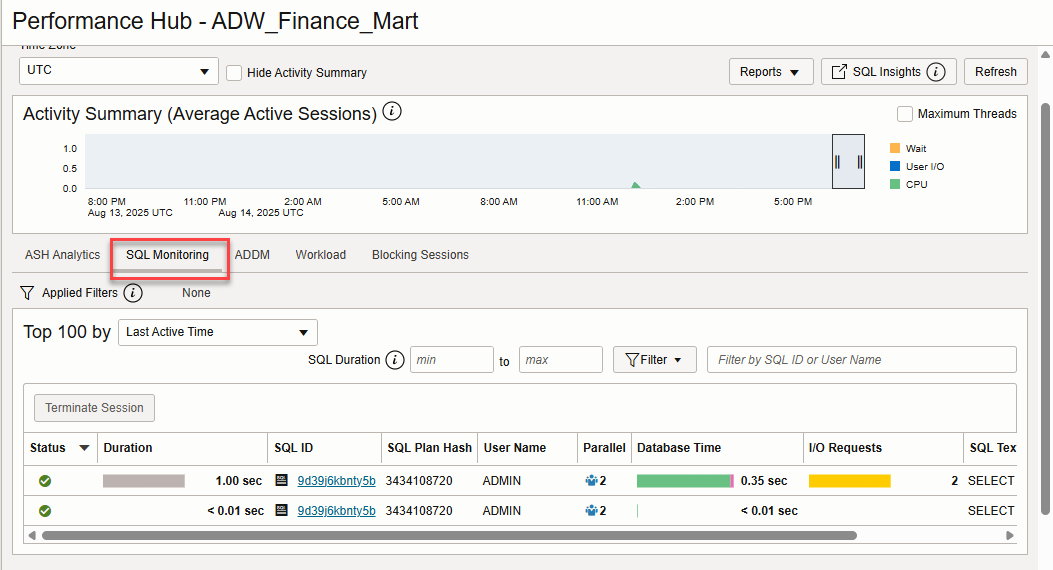 Performance Hub - ADW_Finance_Mart
Time Zone
UTC
Hide Activity Summary
Reports
SQL Insights
Refresh
Activity Summary (Average Active Sessions)
Maximum Threads
1.0
0.5
0.0
Wait
User I/O
CPU
8:00 PM 11:00 PM 2:00 AM 5:00 AM 8:00 AM 11:00 AM 2:00 PM 5:00 PM
Aug 13, 2025 UTC Aug 14, 2025 UTC
ASH Analytics SQL Monitoring ADDM Workload Blocking Sessions
Applied Filters None
Top 100 by Last Active Time
SQL Duration min to max Filter Filter by SQL ID or User Name
Terminate Session
Status Duration SQL ID SQL Plan Hash User Name Parallel Database Time I/O Requests SQL Tex
1.00 sec SQL 9d39j6kbnty5b 3434108720 ADMIN 2 0.35 sec 2 SELECT
< 0.01 sec SQL 9d39j6kbnty5b 3434108720 ADMIN 2 < 0.01 sec SELECT